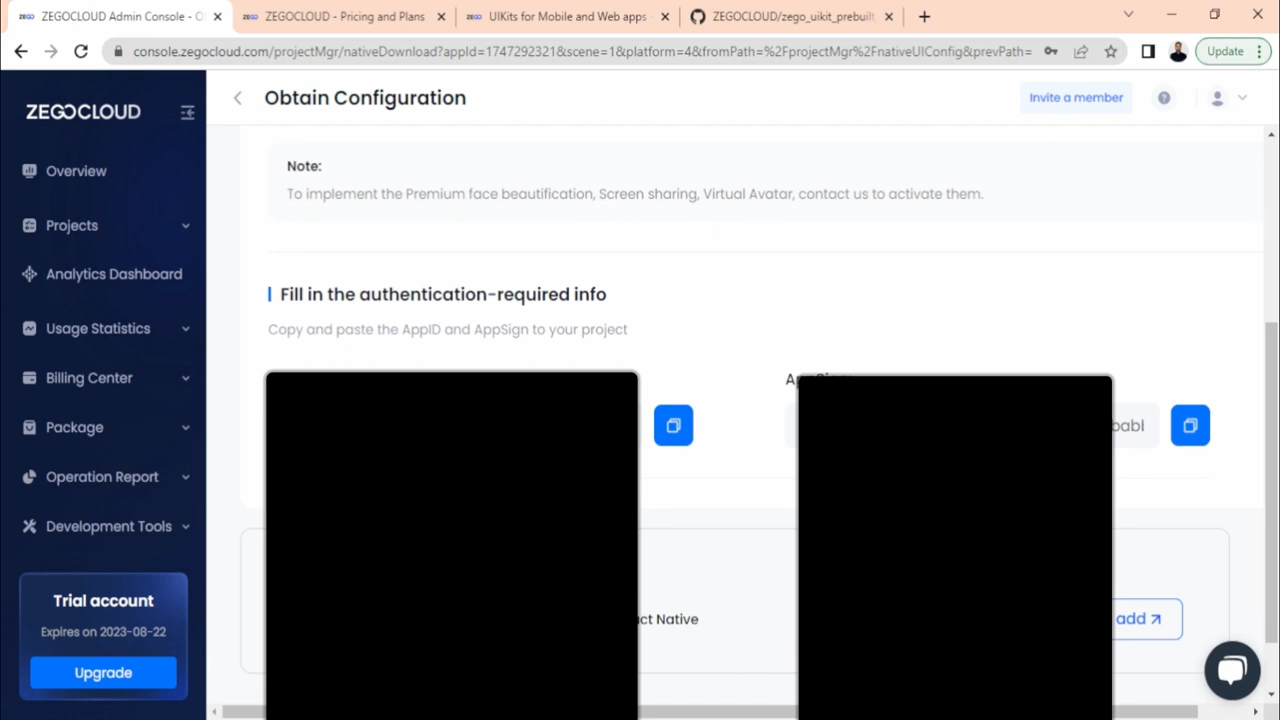 ZEGOCLOUD Admin Console - O
ZEGOCLOUD - Pricing and Plans
UIKits for Mobile and Web apps
ZEGOCLOUD/zego_uikit_prebuilt
console.zegocloud.com/projectMgr/nativeDownload?appId=1747292321&scene=1&platform=4&fromPath=%2FprojectMgr%2FnativeUIConfig&prevPath=
Update
ZEGOCLOUD
Obtain Configuration
Invite a member
Overview
Projects
Analytics Dashboard
Usage Statistics
Billing Center
Package
Operation Report
Development Tools
Trial account
Expires on 2023-08-22
Upgrade
Note:
To implement the Premium face beautification, Screen sharing, Virtual Avatar, contact us to activate them.
Fill in the authentication-required info
Copy and paste the AppID and AppSign to your project
babl
ct Native
add